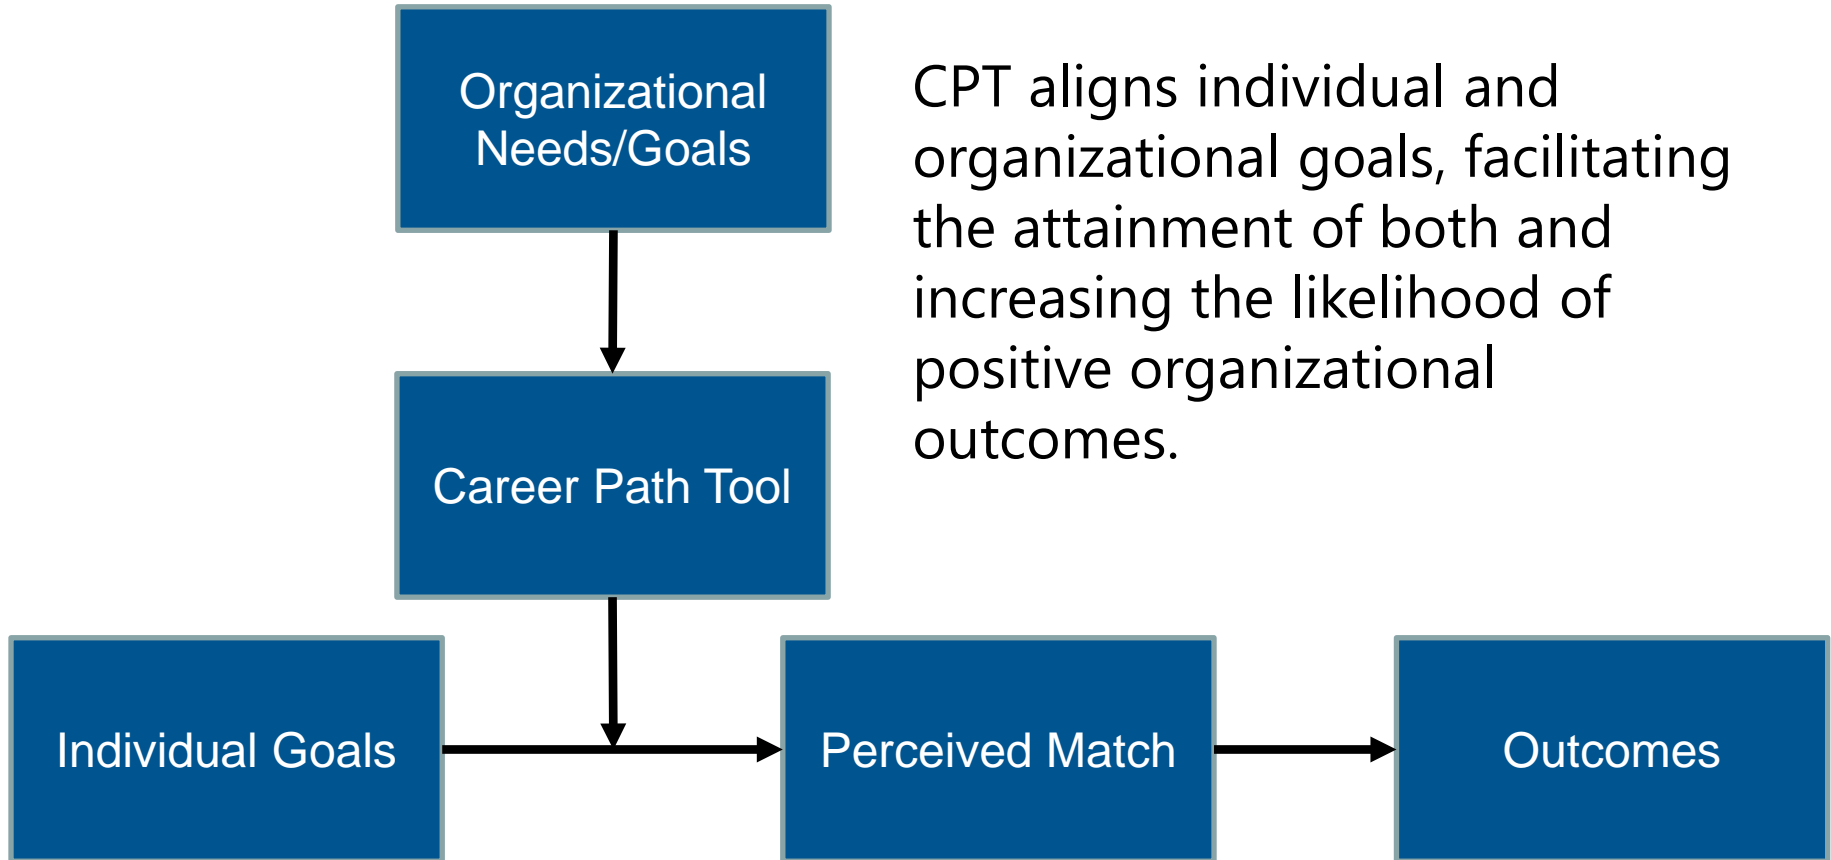 Organizational
Needs/Goals
CPT aligns individual and
organizational goals, facilitating
the attainment of both and
increasing the likelihood of
positive organizational
outcomes.
Career Path Tool
Individual Goals
Perceived Match
Outcomes